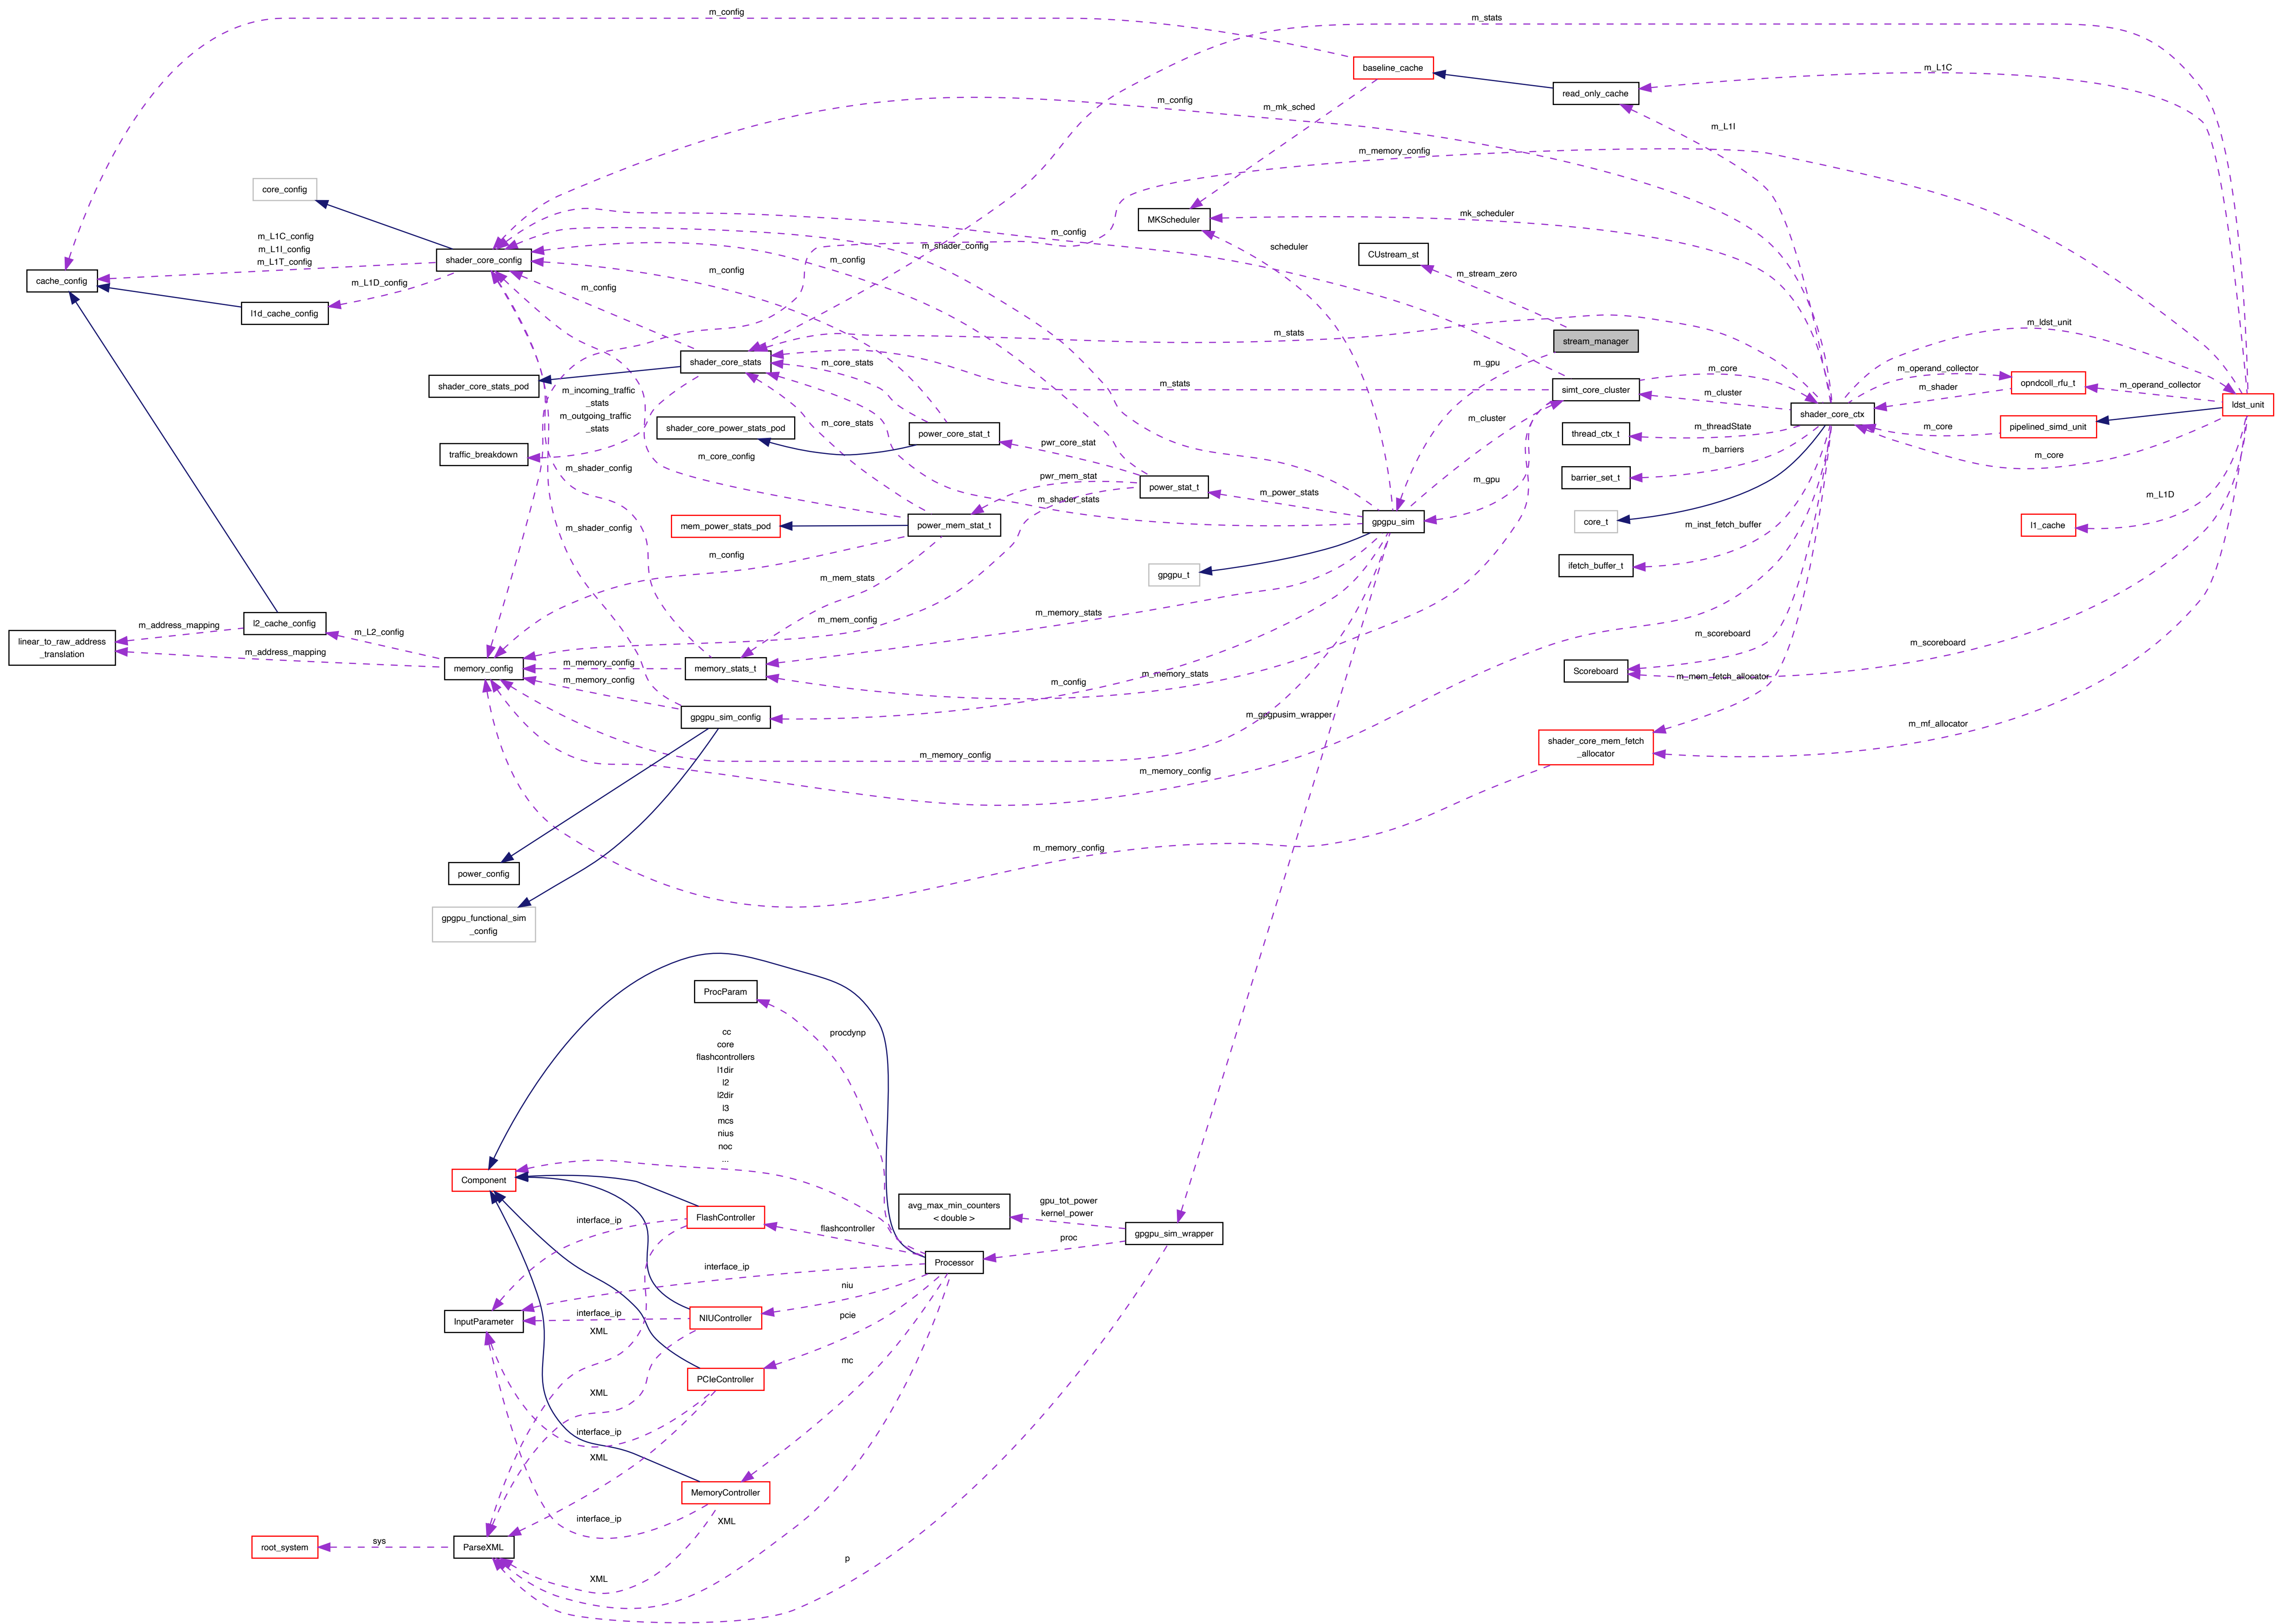 m_config
m_stats
baseline_cache
m_L1C
read_only_cache
m_config
m_mk_sched
m_L1I
m_memory_config
core_config
MKScheduler
mk_scheduler
m_L1C_config
m_L1I_config
m_L1T_config
shader_core_config
m_shader_config
m_config
scheduler
CUstream_st
cache_config
m_L1D_config
m_config
m_config
m_stream_zero
l1d_cache_config
m_config
m_stats
stream_manager
m_ldst_unit
shader_core_stats
m_core_stats
m_gpu
m_core
m_operand_collector
shader_core_stats_pod
m_incoming_traffic
_stats
m_outgoing_traffic
_stats
m_stats
simt_core_cluster
m_cluster
m_shader
opndcoll_rfu_t
m_operand_collector
ldst_unit
shader_core_ctx
m_cluster
shader_core_power_stats_pod
m_core_stats
power_core_stat_t
thread_ctx_t
m_threadState
m_core
pipelined_simd_unit
traffic_breakdown
m_core_config
pwr_core_stat
m_barriers
m_core
m_shader_config
pwr_mem_stat
power_stat_t
m_power_stats
m_gpu
barrier_set_t
m_L1D
m_shader_stats
m_shader_config
mem_power_stats_pod
power_mem_stat_t
gpgpu_sim
core_t
m_inst_fetch_buffer
l1_cache
m_config
m_mem_stats
gpgpu_t
ifetch_buffer_t
m_address_mapping
l2_cache_config
m_mem_config
m_memory_stats
linear_to_raw_address
_translation
m_L2_config
m_address_mapping
m_scoreboard
m_scoreboard
memory_config
m_memory_config
memory_stats_t
m_memory_stats
Scoreboard
m_mem_fetch_allocator
m_memory_config
m_config
gpgpu_sim_config
m_gpgpusim_wrapper
m_mf_allocator
shader_core_mem_fetch
_allocator
m_memory_config
m_memory_config
m_memory_config
power_config
gpgpu_functional_sim
_config
ProcParam
procdynp
cc
core
flashcontrollers
l1dir
l2
l2dir
l3
mcs
nius
noc
...
Component
avg_max_min_counters
< double >
gpu_tot_power
kernel_power
interface_ip
FlashController
flashcontroller
gpgpu_sim_wrapper
proc
Processor
interface_ip
niu
interface_ip
InputParameter
NIUController
pcie
XML
mc
PCIeController
XML
interface_ip
XML
MemoryController
interface_ip
XML
sys
root_system
ParseXML
p
XML